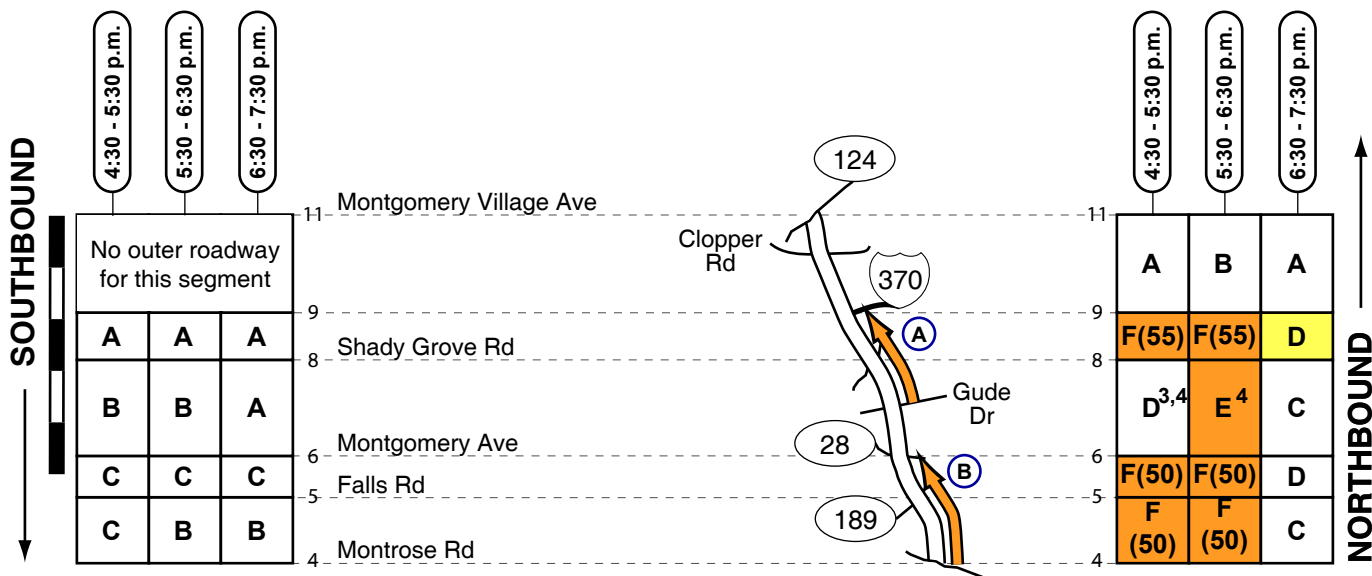 SOUTHBOUND
4:30 - 5:30 p.m.
5:30 - 6:30 p.m.
6:30 - 7:30 p.m.
No outer roadway
for this segment
A A A
B B A
C C C
C B B
11 Montgomery Village Ave
9
Shady Grove Rd
8
Montgomery Ave
6
Falls Rd
5
Montrose Rd
4
124
Clopper
Rd
370
A
Gude
Dr
28
B
189
4:30 - 5:30 p.m.
5:30 - 6:30 p.m.
6:30 - 7:30 p.m.
11
9
8
6
5
4
A B A
F(55) F(55) D
D3,4 E4 C
F(50) F(50) D
F
(50)
F
(50)
C
NORTHBOUND